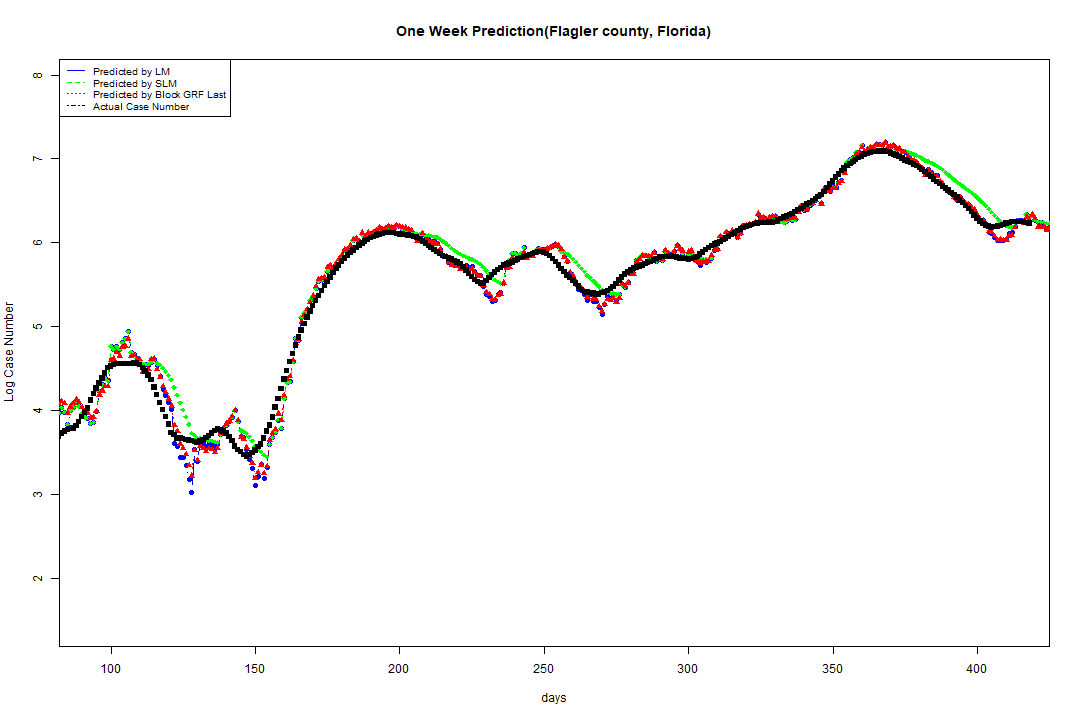 One Week Prediction(Flagler county, Florida)
Predicted by LM
Predicted by SLM
Predicted by Block GRF Last
Actual Case Number
8
7
6
5
4
3
2
Log Case Number
100 150 200 250 300 350 400
days